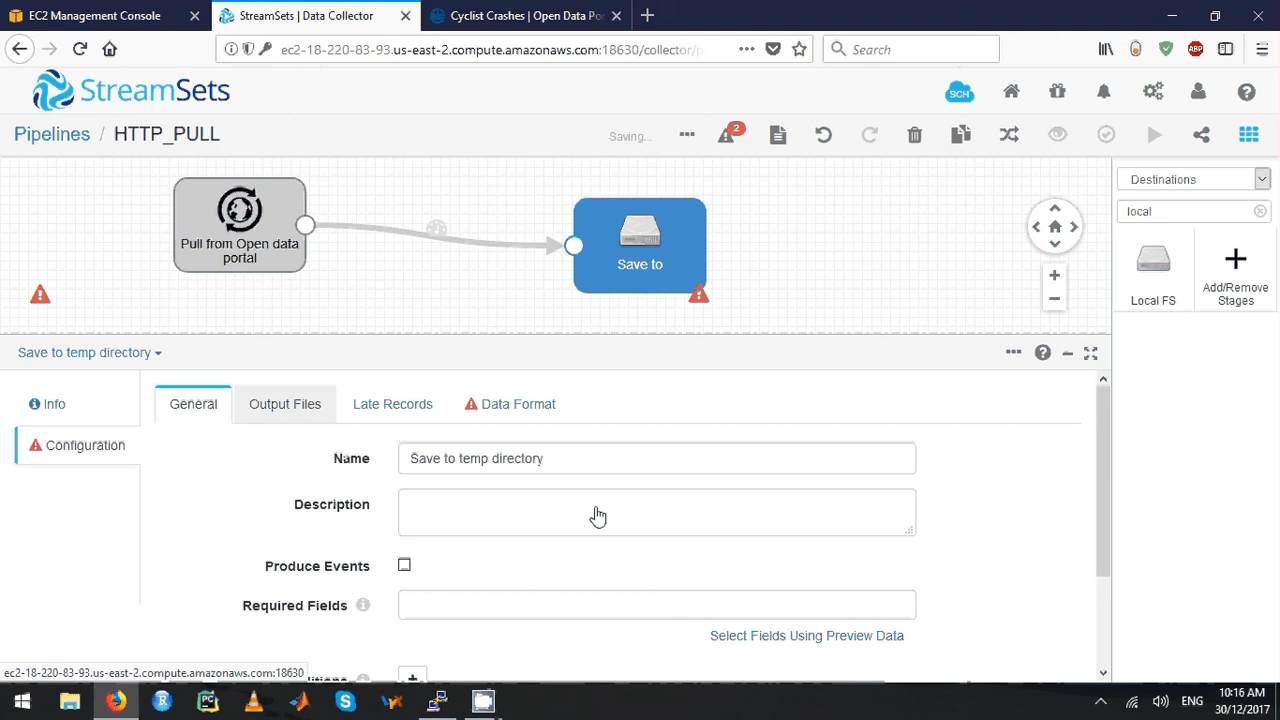 EC2 Management Console
StreamSets | Data Collector
Cyclist Crashes | Open Data Por
ec2-18-220-83-93.us-east-2.compute.amazonaws.com:18630/collector/p
Search
ABP
StreamSets
SCH
Pipelines / HTTP_PULL
Saving...
2
Destinations
local
Local FS
Add/Remove
Stages
Pull from Open data
portal
Save to
Save to temp directory
Info
Configuration
General
Output Files
Late Records
Data Format
Name
Save to temp directory
Description
Produce Events
Required Fields
Select Fields Using Preview Data
ec2-18-220-83-93.us-east-2.compute.amazonaws.com:18630
ENG
10:16 AM
30/12/2017